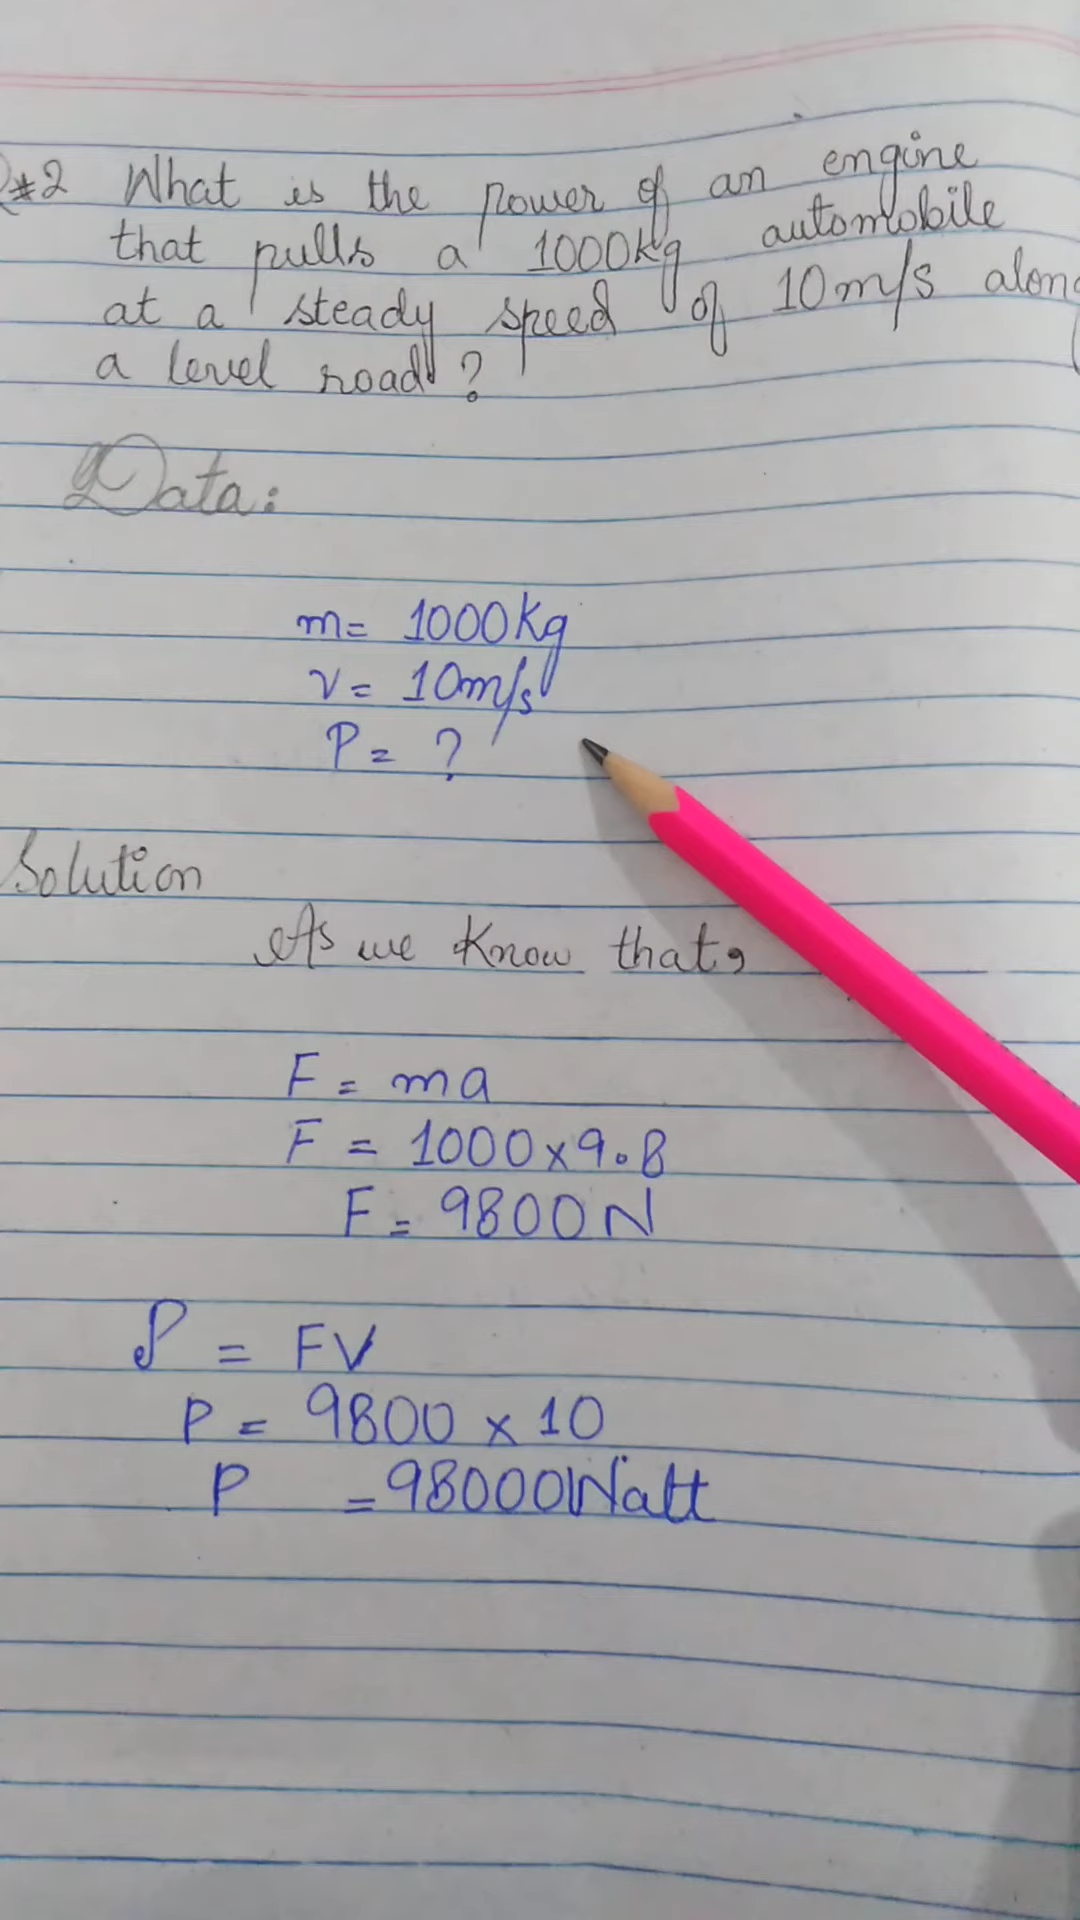 Q#2 What is the power of an engine
that pulls a 1000kg automobile
at a steady speed of 10m/s along
a level road?
Data:
m= 1000kg
v= 10m/s
P= ?
Solution
As we know that,
F = ma
F = 1000×9.8
F = 9800N
P = FV
P = 9800 × 10
P = 98000Watt